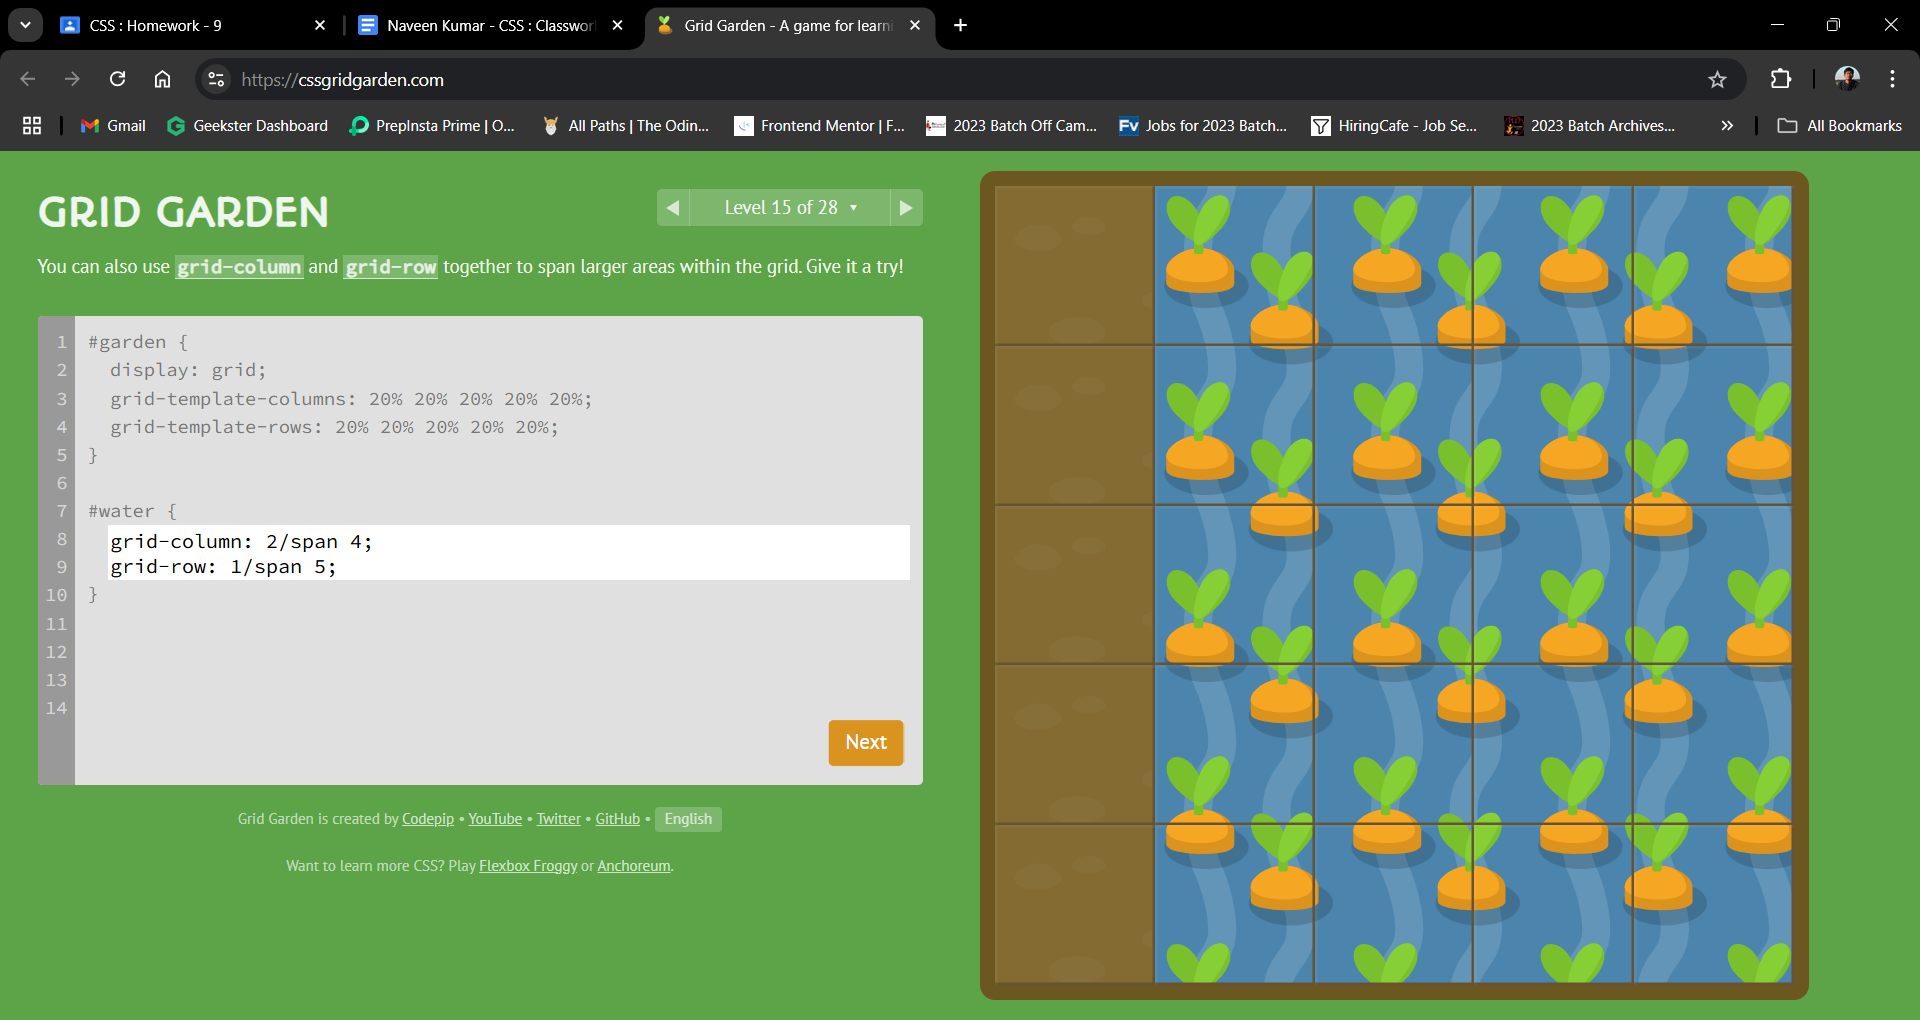 CSS : Homework - 9
Naveen Kumar - CSS : Classwor
Grid Garden - A game for learni
https://cssgridgarden.com
Gmail
Geekster Dashboard
PrepInsta Prime | O...
All Paths | The Odin...
Frontend Mentor | F...
2023 Batch Off Cam...
Fv Jobs for 2023 Batch...
HiringCafe - Job Se...
2023 Batch Archives...
All Bookmarks
GRID GARDEN
Level 15 of 28
You can also use grid-column and grid-row together to span larger areas within the grid. Give it a try!
1 #garden {
2 display: grid;
3 grid-template-columns: 20% 20% 20% 20% 20%;
4 grid-template-rows: 20% 20% 20% 20% 20%;
5 }
6
7 #water {
8 grid-column: 2/span 4;
9 grid-row: 1/span 5;
10 }
11
12
13
14
Next
Grid Garden is created by Codepip • YouTube • Twitter • GitHub • English
Want to learn more CSS? Play Flexbox Froggy or Anchoreum.